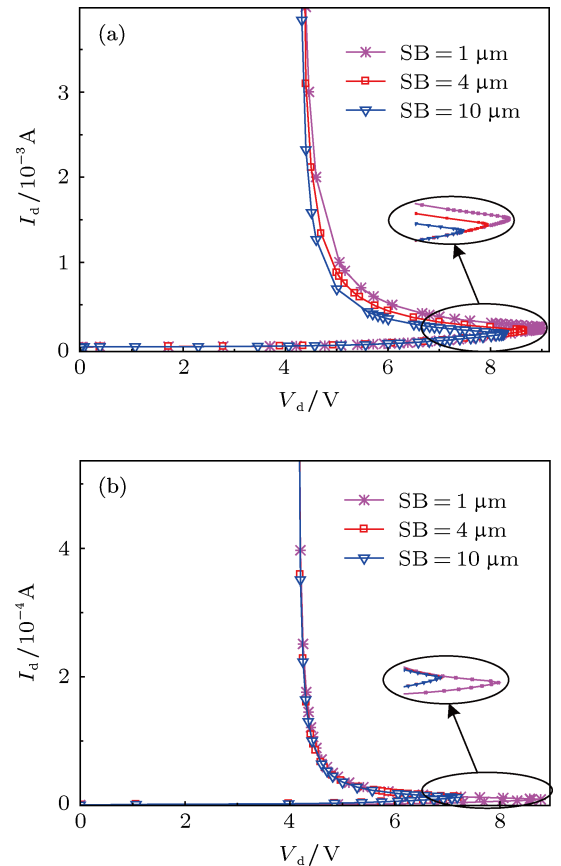 (a)
SB = 1 μm
SB = 4 μm
SB = 10 μm
3
2
1
0
I_d / 10⁻³ A
0 2 4 6 8
V_d / V
(b)
SB = 1 μm
SB = 4 μm
SB = 10 μm
4
2
0
I_d / 10⁻⁴ A
0 2 4 6 8
V_d / V